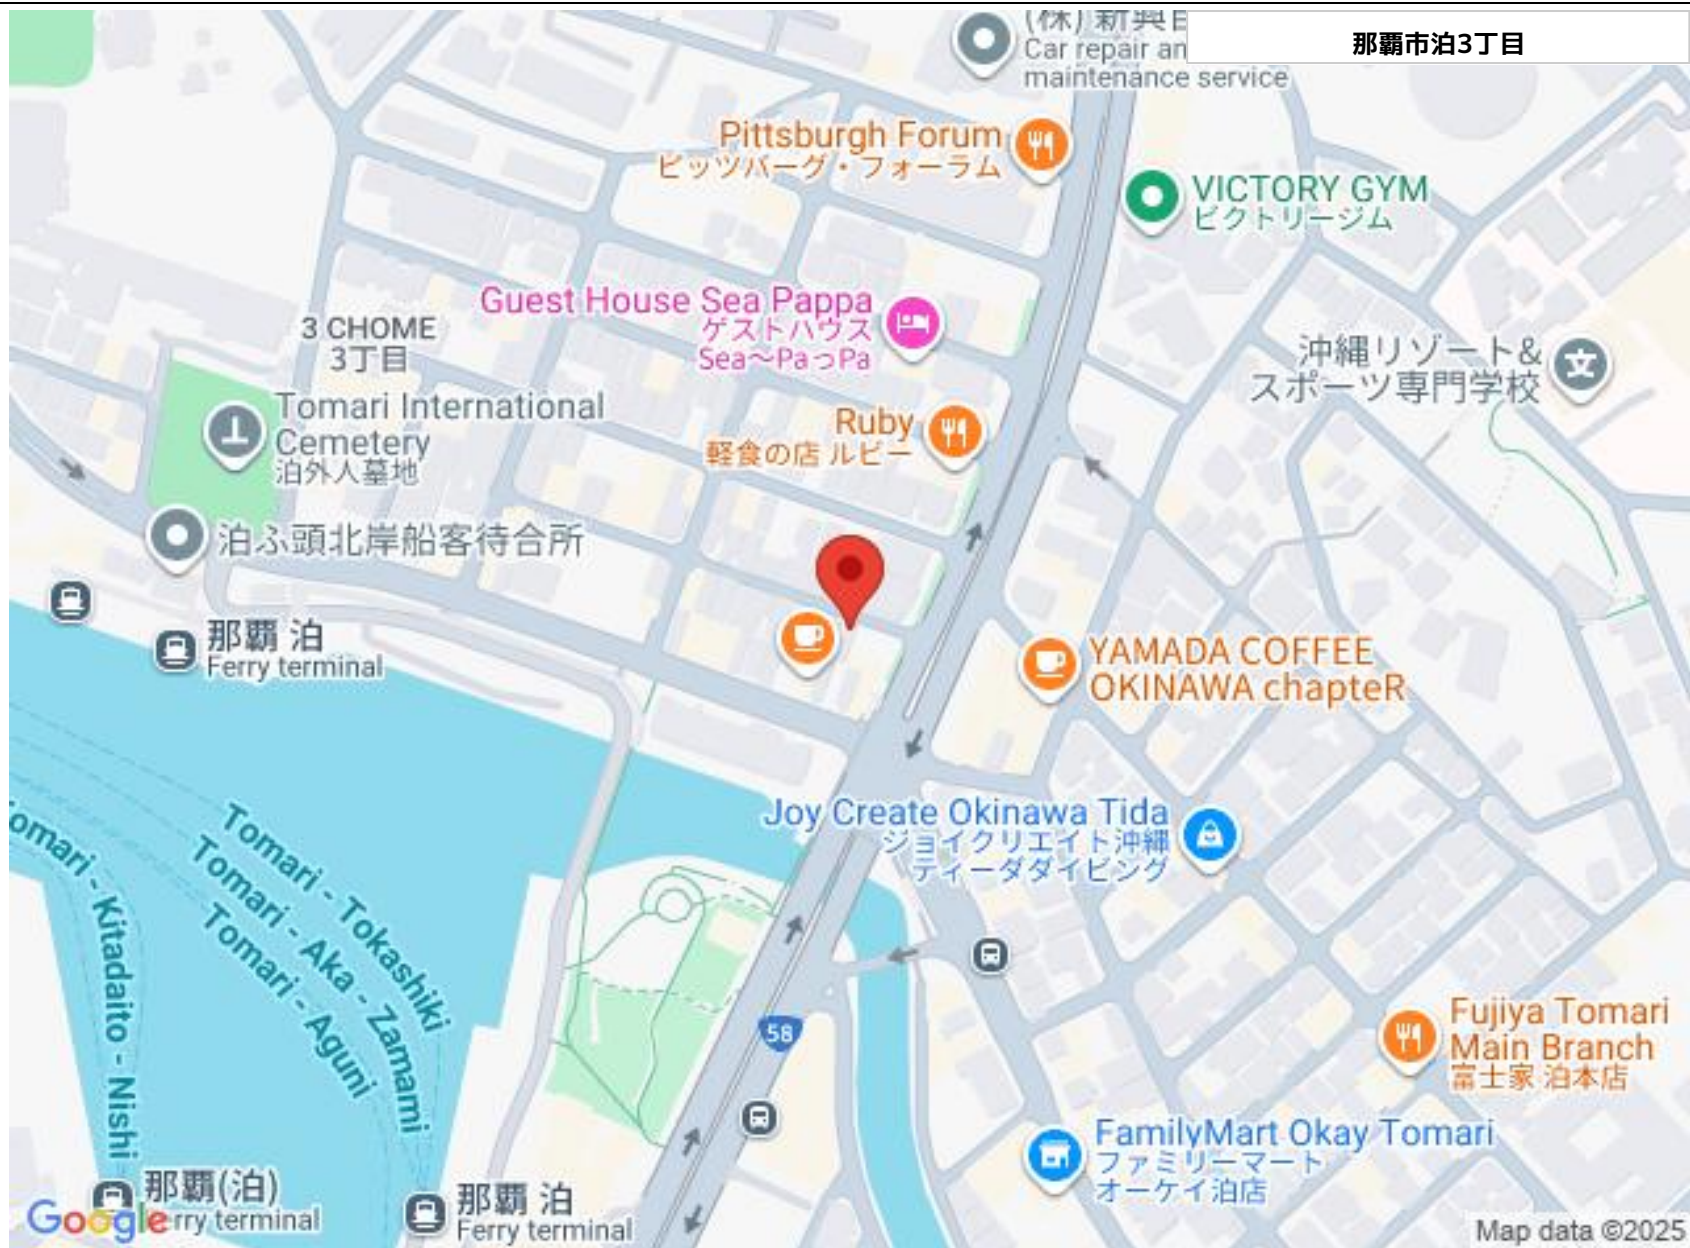 (株)新興自
Car repair an
maintenance service
那覇市泊3丁目
Pittsburgh Forum
ピッツバーグ・フォーラム
VICTORY GYM
ビクトリージム
Guest House Sea Pappa
ゲストハウス
Sea〜PaっPa
3 CHOME
3丁目
沖縄リゾート&
スポーツ専門学校
Tomari International
Cemetery
泊外人墓地
Ruby
軽食の店 ルビー
泊ふ頭北岸船客待合所
那覇 泊
Ferry terminal
YAMADA COFFEE
OKINAWA chapteR
Joy Create Okinawa Tida
ジョイクリエイト沖縄
ティーダダイビング
Tomari - Tokashiki
Tomari - Aka - Zamami
Tomari - Aguni
Tomari - Kitadaito - Nishi
58
Fujiya Tomari
Main Branch
富士家 泊本店
FamilyMart Okay Tomari
ファミリーマート
オーケイ泊店
那覇(泊)
erry terminal
那覇 泊
Ferry terminal
Google
Map data ©2025